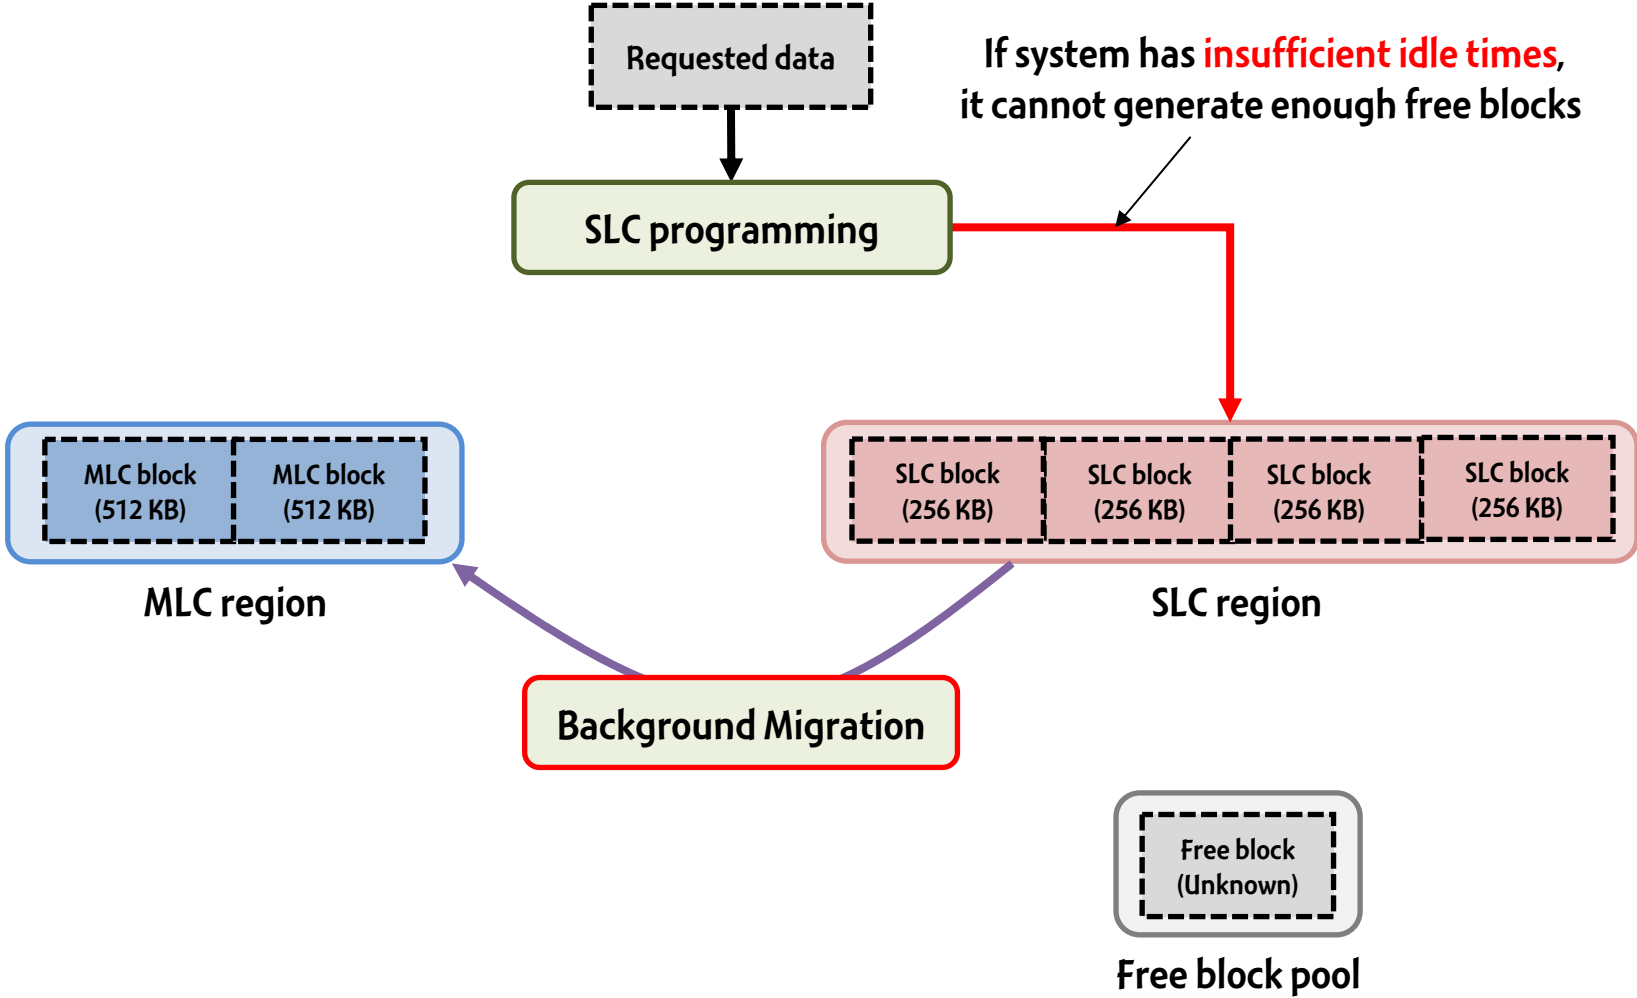 Requested data
If system has insufficient idle times,
it cannot generate enough free blocks
SLC programming
MLC block
(512 KB)
MLC block
(512 KB)
SLC block
(256 KB)
SLC block
(256 KB)
SLC block
(256 KB)
SLC block
(256 KB)
MLC region
SLC region
Background Migration
Free block
(Unknown)
Free block pool